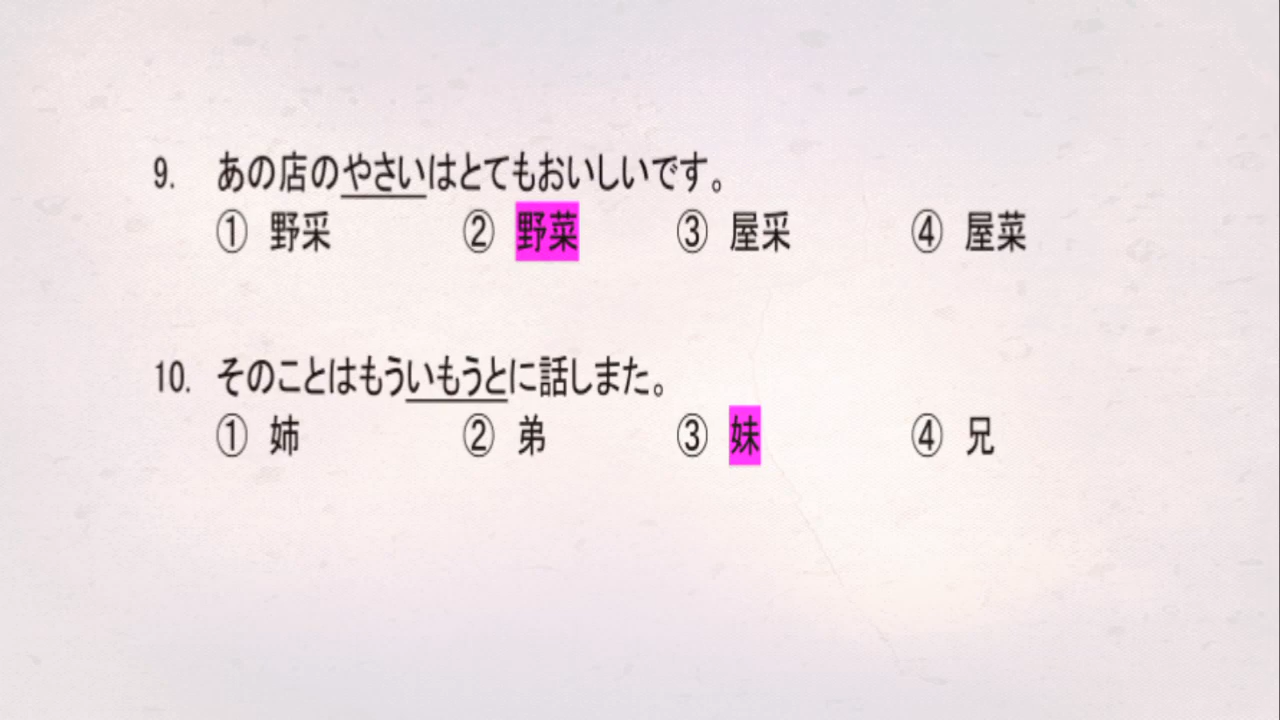 9. あの店のやさいはとてもおいしいです。
① 野采 ② 野菜 ③ 屋采 ④ 屋菜
10. そのことはもういもうとに話しまた。
① 姉 ② 弟 ③ 妹 ④ 兄